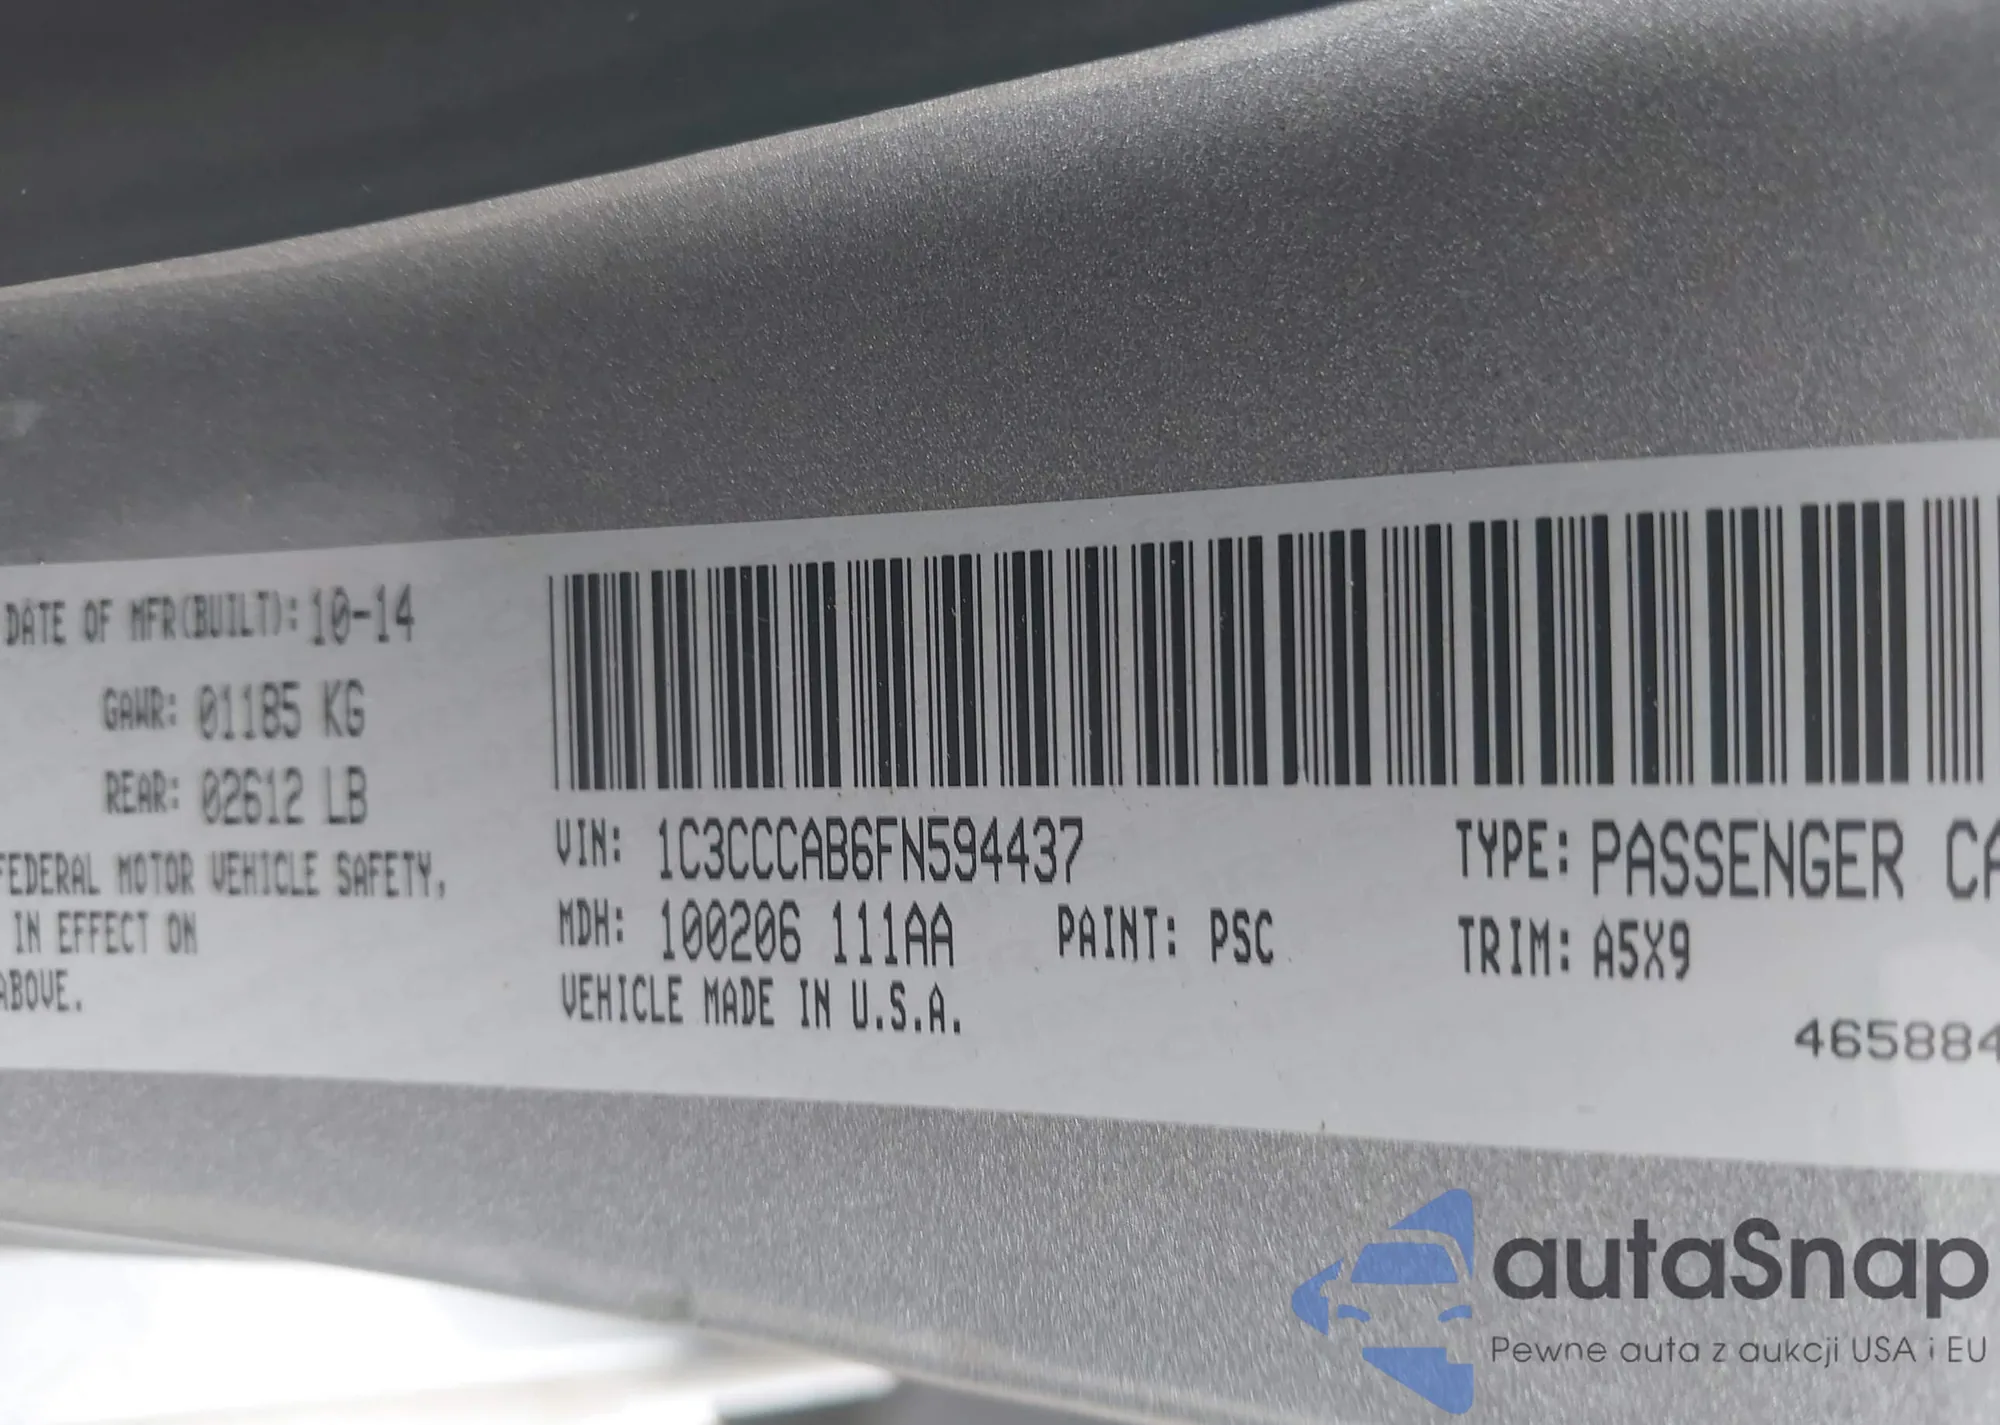 DATE OF MFR(BUILT): 10-14
GAWR: 01185 KG
REAR: 02612 LB
FEDERAL MOTOR VEHICLE SAFETY,
IN EFFECT ON
ABOVE.
VIN: 1C3CCCAB6FN594437
MDH: 100206 111AA PAINT: PSC
VEHICLE MADE IN U.S.A.
TYPE: PASSENGER CA
TRIM: A5X9
465884
autaSnap
Pewne auta z aukcji USA i EU